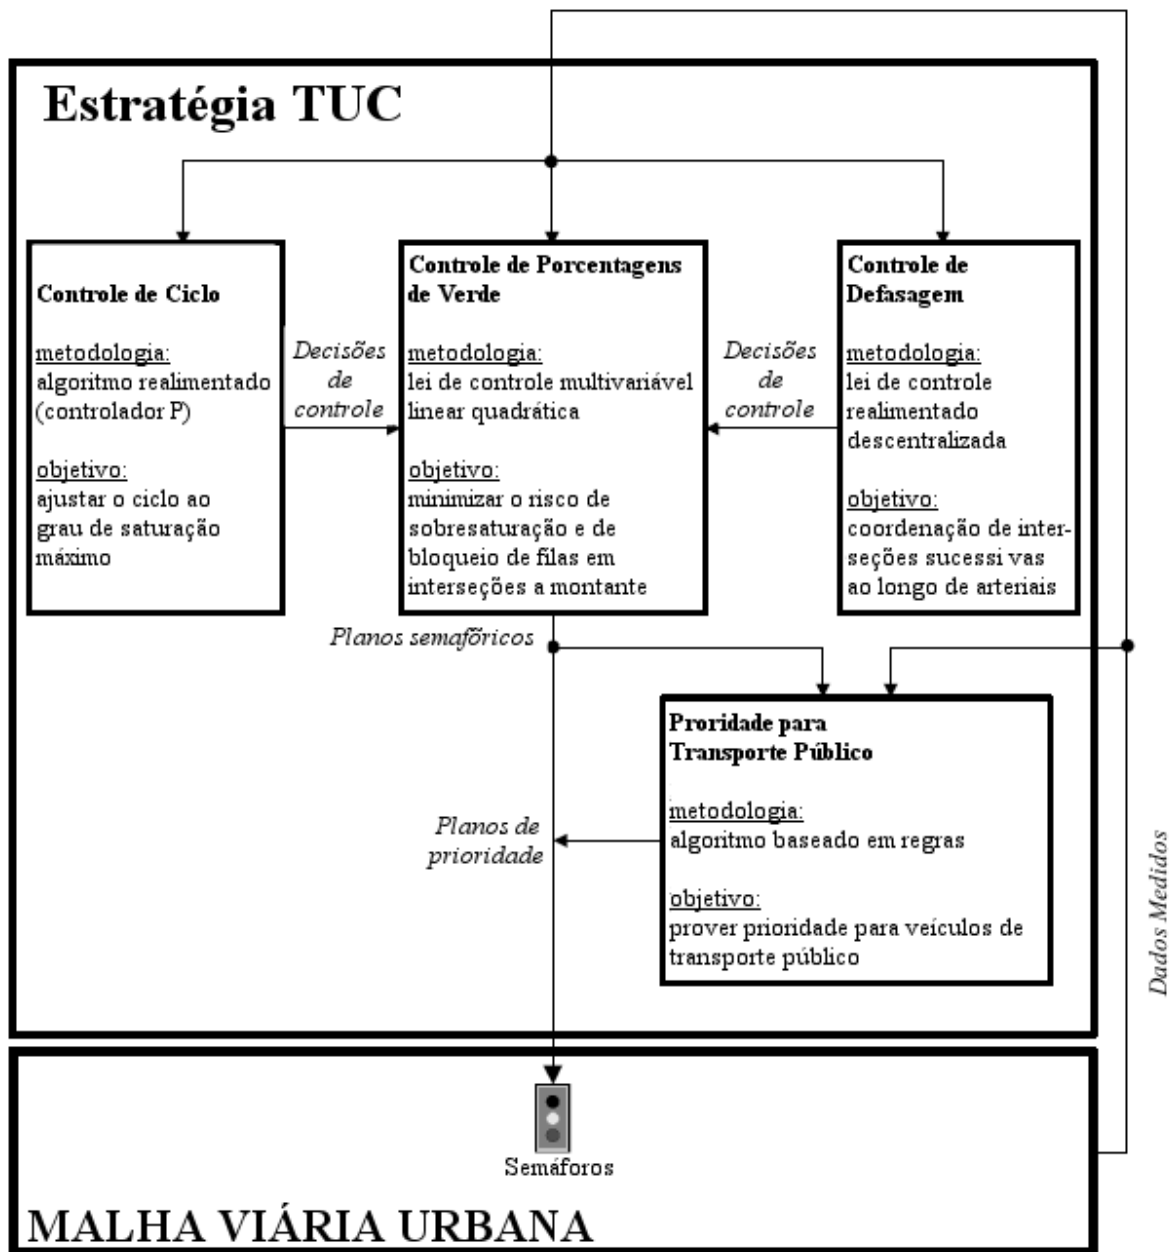 Estratégia TUC
Controle de Ciclo
metodologia:
algoritmo realimentado
(controlador P)
objetivo:
ajustar o ciclo ao
grau de saturação
máximo
Decisões
de
controle
Controle de Porcentagens
de Verde
metodologia:
lei de controle multivariável
linear quadrática
objetivo:
minimizar o risco de
sobresaturação e de
bloqueio de filas em
interseções a montante
Decisões
de
controle
Controle de
Defasagem
metodologia:
lei de controle
realimentado
descentralizada
objetivo:
coordenação de inter-
seções sucessi vas
ao longo de arteriais
Planos semafõricos
Proridade para
Transporte Público
metodologia:
algoritmo baseado em regras
objetivo:
prover prioridade para veículos de
transporte público
Planos de
prioridade
Dados Medidos
Semáforos
MALHA VIÁRIA URBANA